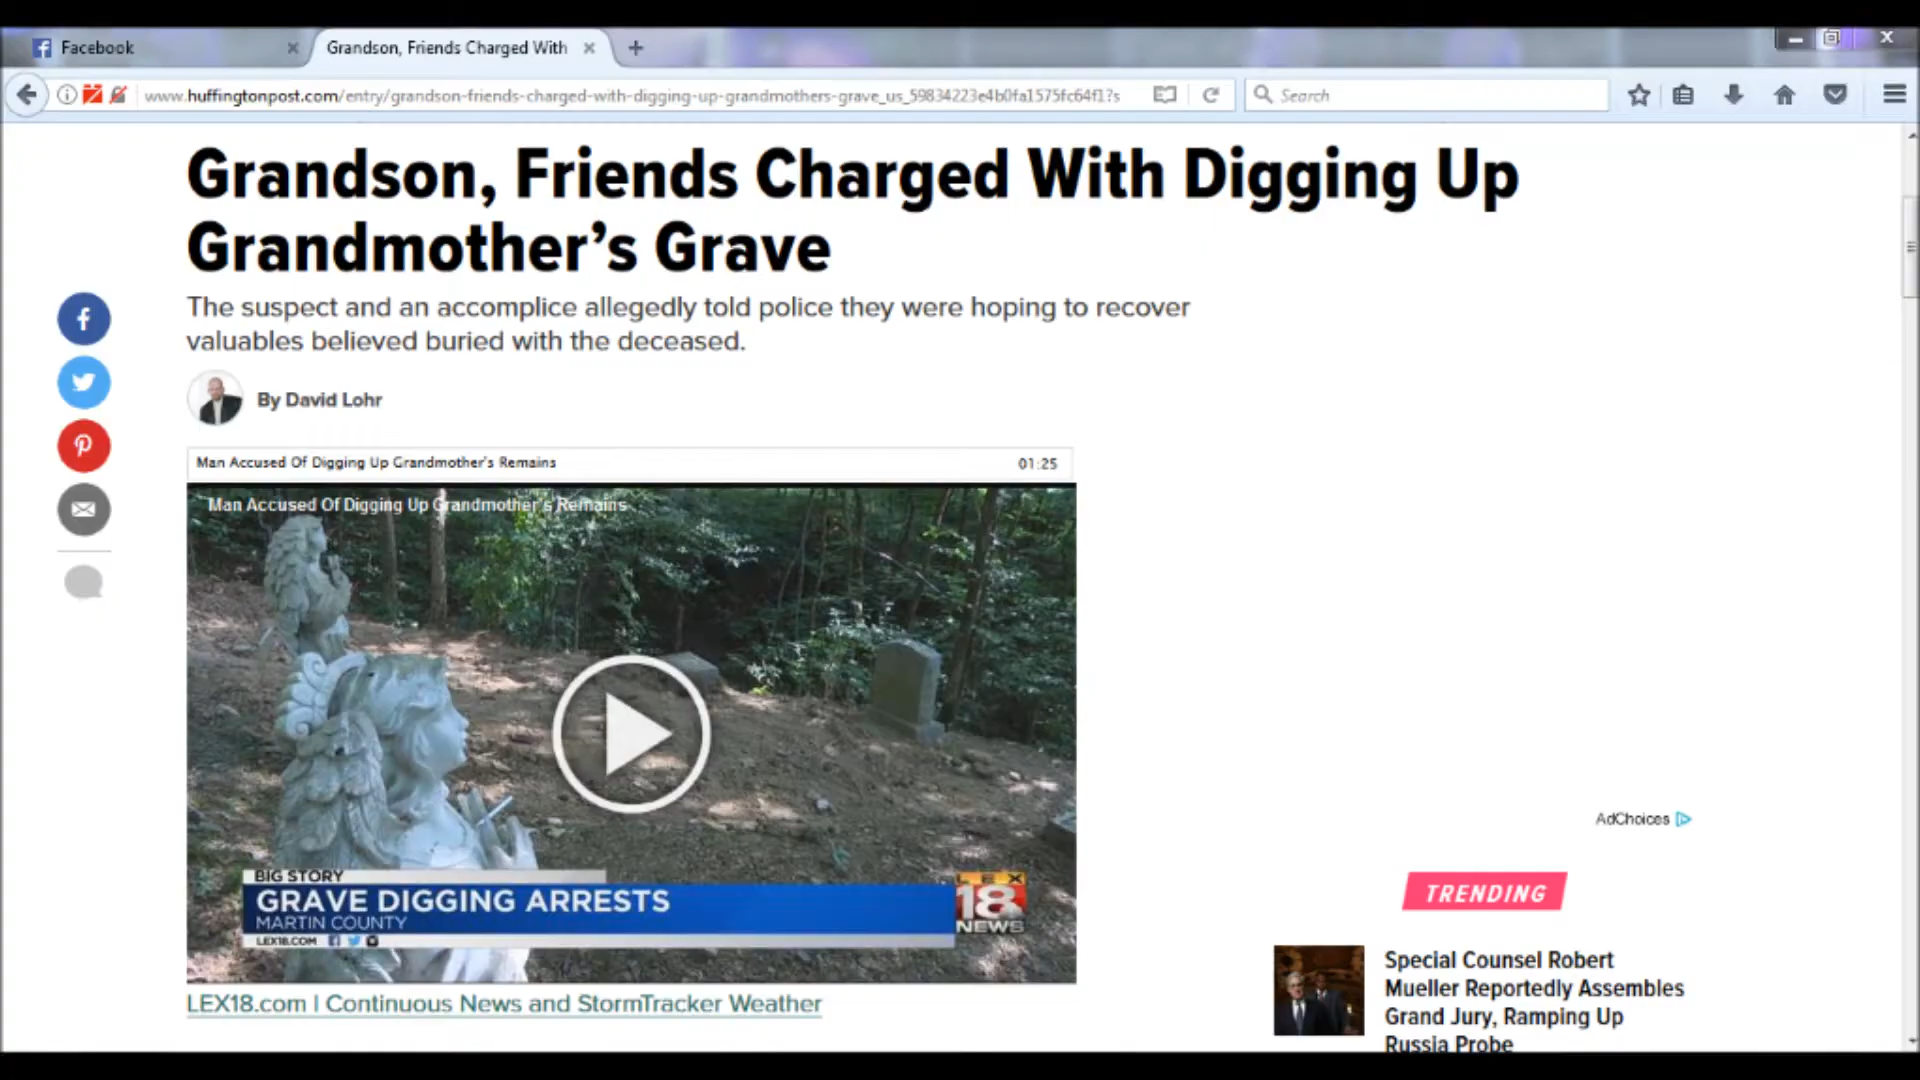 Facebook
Grandson, Friends Charged With
www.huffingtonpost.com/entry/grandson-friends-charged-with-digging-up-grandmothers-grave_us_59834223e4b0fa1575fc64f1?s
Search
Grandson, Friends Charged With Digging Up
Grandmother's Grave
The suspect and an accomplice allegedly told police they were hoping to recover
valuables believed buried with the deceased.
By David Lohr
Man Accused Of Digging Up Grandmother's Remains 01:25
Man Accused Of Digging Up Grandmother's Remains
BIG STORY
GRAVE DIGGING ARRESTS
MARTIN COUNTY
LEX18.COM
LEX
18
NEWS
LEX18.com | Continuous News and StormTracker Weather
AdChoices
TRENDING
Special Counsel Robert
Mueller Reportedly Assembles
Grand Jury, Ramping Up
Russia Probe